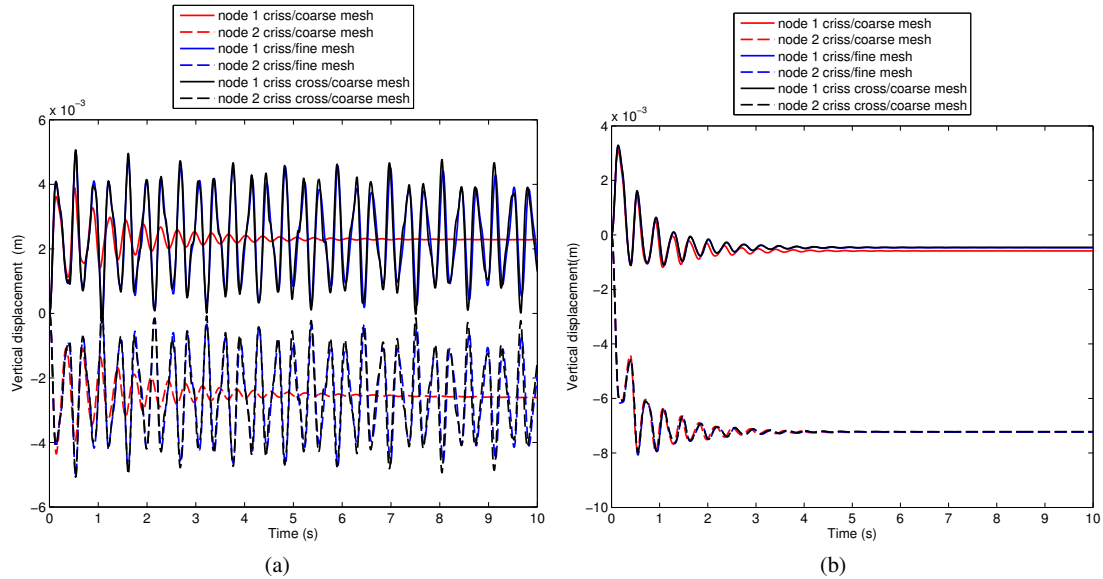 node 1 criss/coarse mesh
node 2 criss/coarse mesh
node 1 criss/fine mesh
node 2 criss/fine mesh
node 1 criss cross/coarse mesh
node 2 criss cross/coarse mesh
x 10⁻³
6
4
2
0
−2
−4
−6
Vertical displacement (m)
0 1 2 3 4 5 6 7 8 9 10
Time (s)
(a)
node 1 criss/coarse mesh
node 2 criss/coarse mesh
node 1 criss/fine mesh
node 2 criss/fine mesh
node 1 criss cross/coarse mesh
node 2 criss cross/coarse mesh
x 10⁻³
4
2
0
−2
−4
−6
−8
−10
Vertical displacement(m)
0 1 2 3 4 5 6 7 8 9 10
Time (s)
(b)